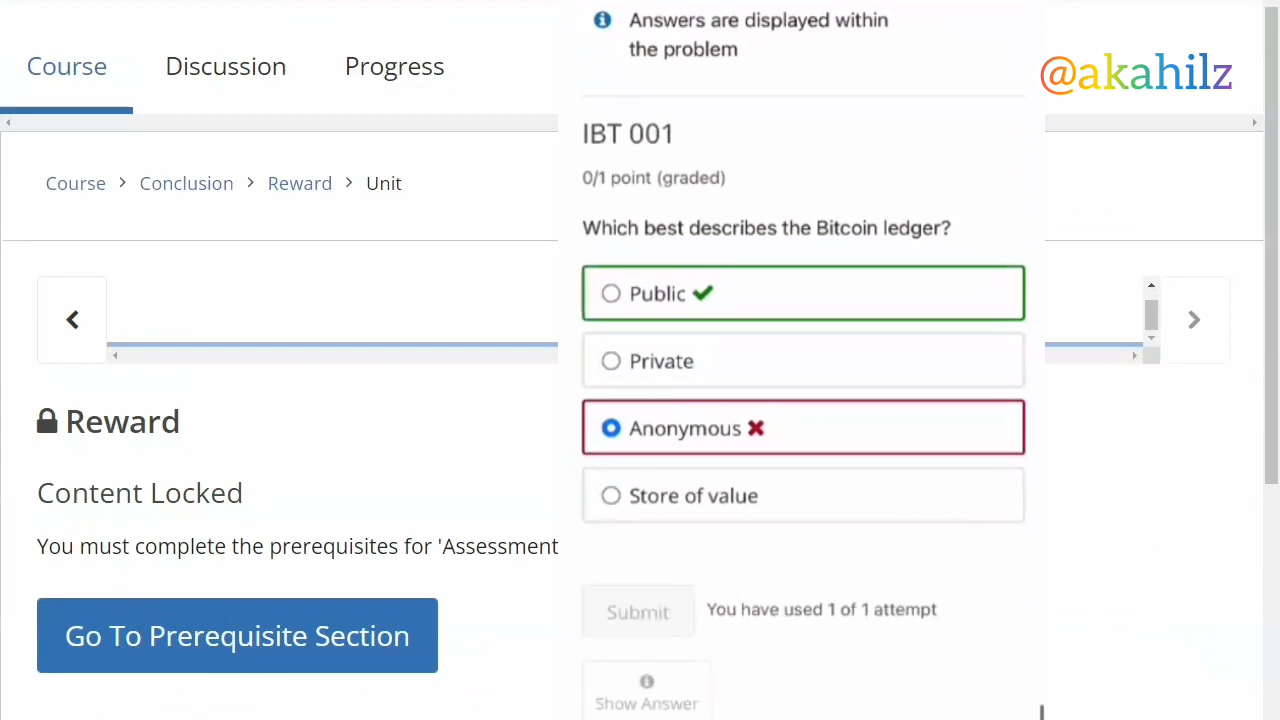 Course Discussion Progress
@akahilz
Course > Conclusion > Reward > Unit
Reward
Content Locked
You must complete the prerequisites for 'Assessment
Go To Prerequisite Section
Answers are displayed within
the problem
IBT 001
0/1 point (graded)
Which best describes the Bitcoin ledger?
Public
Private
Anonymous
Store of value
Submit You have used 1 of 1 attempt
Show Answer